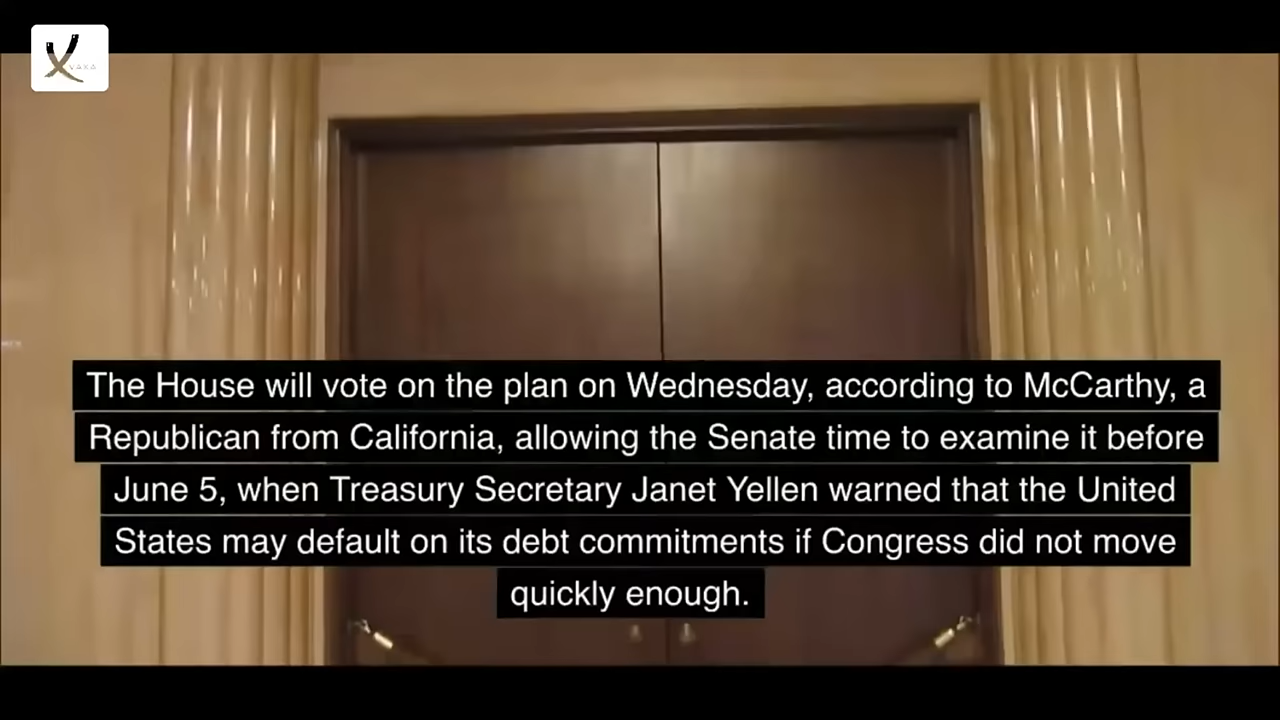 The House will vote on the plan on Wednesday, according to McCarthy, a
Republican from California, allowing the Senate time to examine it before
June 5, when Treasury Secretary Janet Yellen warned that the United
States may default on its debt commitments if Congress did not move
quickly enough.